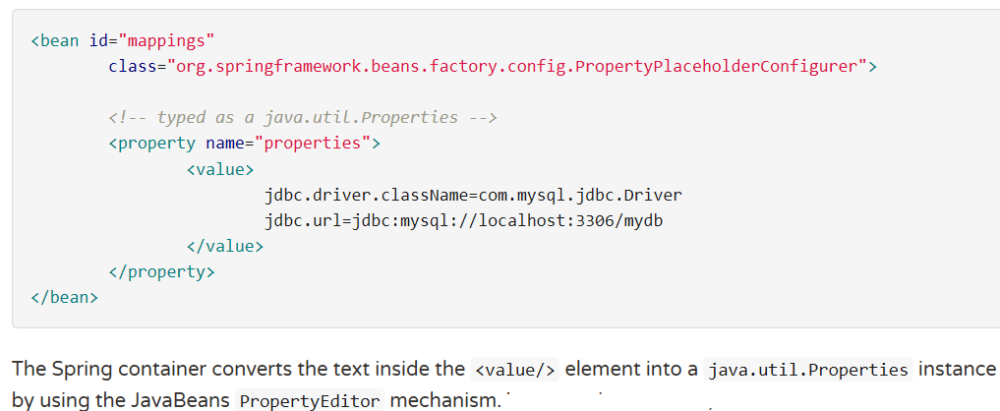 <bean id="mappings"
class="org.springframework.beans.factory.config.PropertyPlaceholderConfigurer">
<!-- typed as a java.util.Properties -->
<property name="properties">
<value>
jdbc.driver.className=com.mysql.jdbc.Driver
jdbc.url=jdbc:mysql://localhost:3306/mydb
</value>
</property>
</bean>
The Spring container converts the text inside the <value/> element into a java.util.Properties instance
by using the JavaBeans PropertyEditor mechanism.